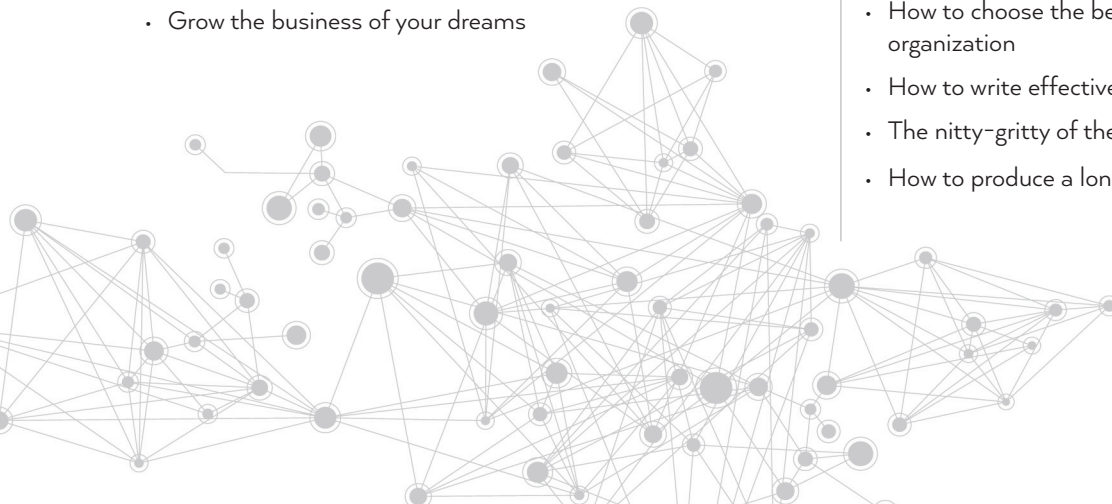 • Grow the business of your dreams
• How to choose the be
organization
• How to write effective
• The nitty-gritty of the
• How to produce a lon